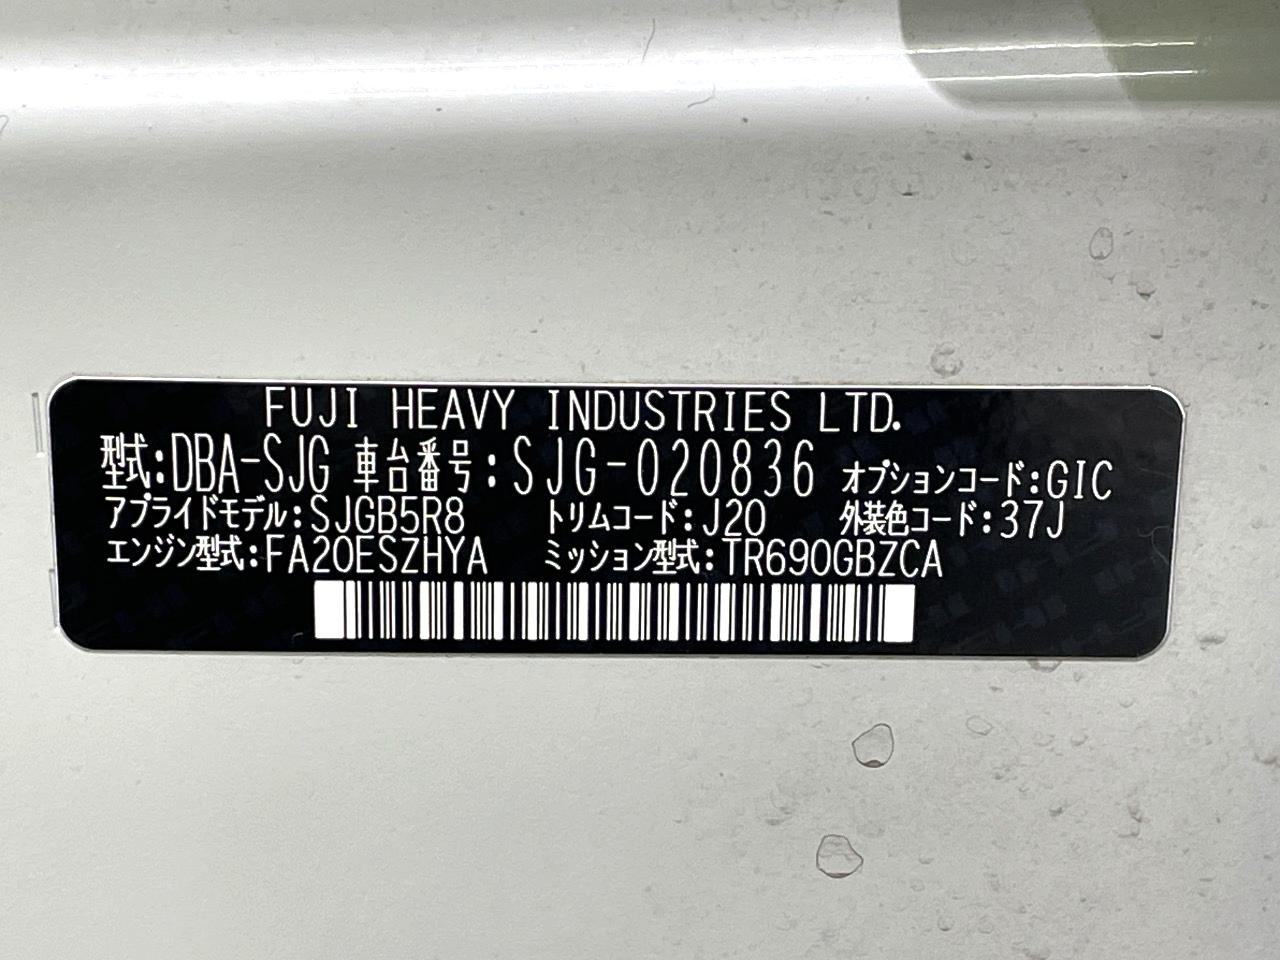 FUJI HEAVY INDUSTRIES LTD.
型式:DBA-SJG 車台番号:SJG-020836 オプションコード:GIC
アプライドモデル:SJGB5R8 トリムコード:J20 外装色コード:37J
エンジン型式:FA20ESZHYA ミッション型式:TR690GBZCA